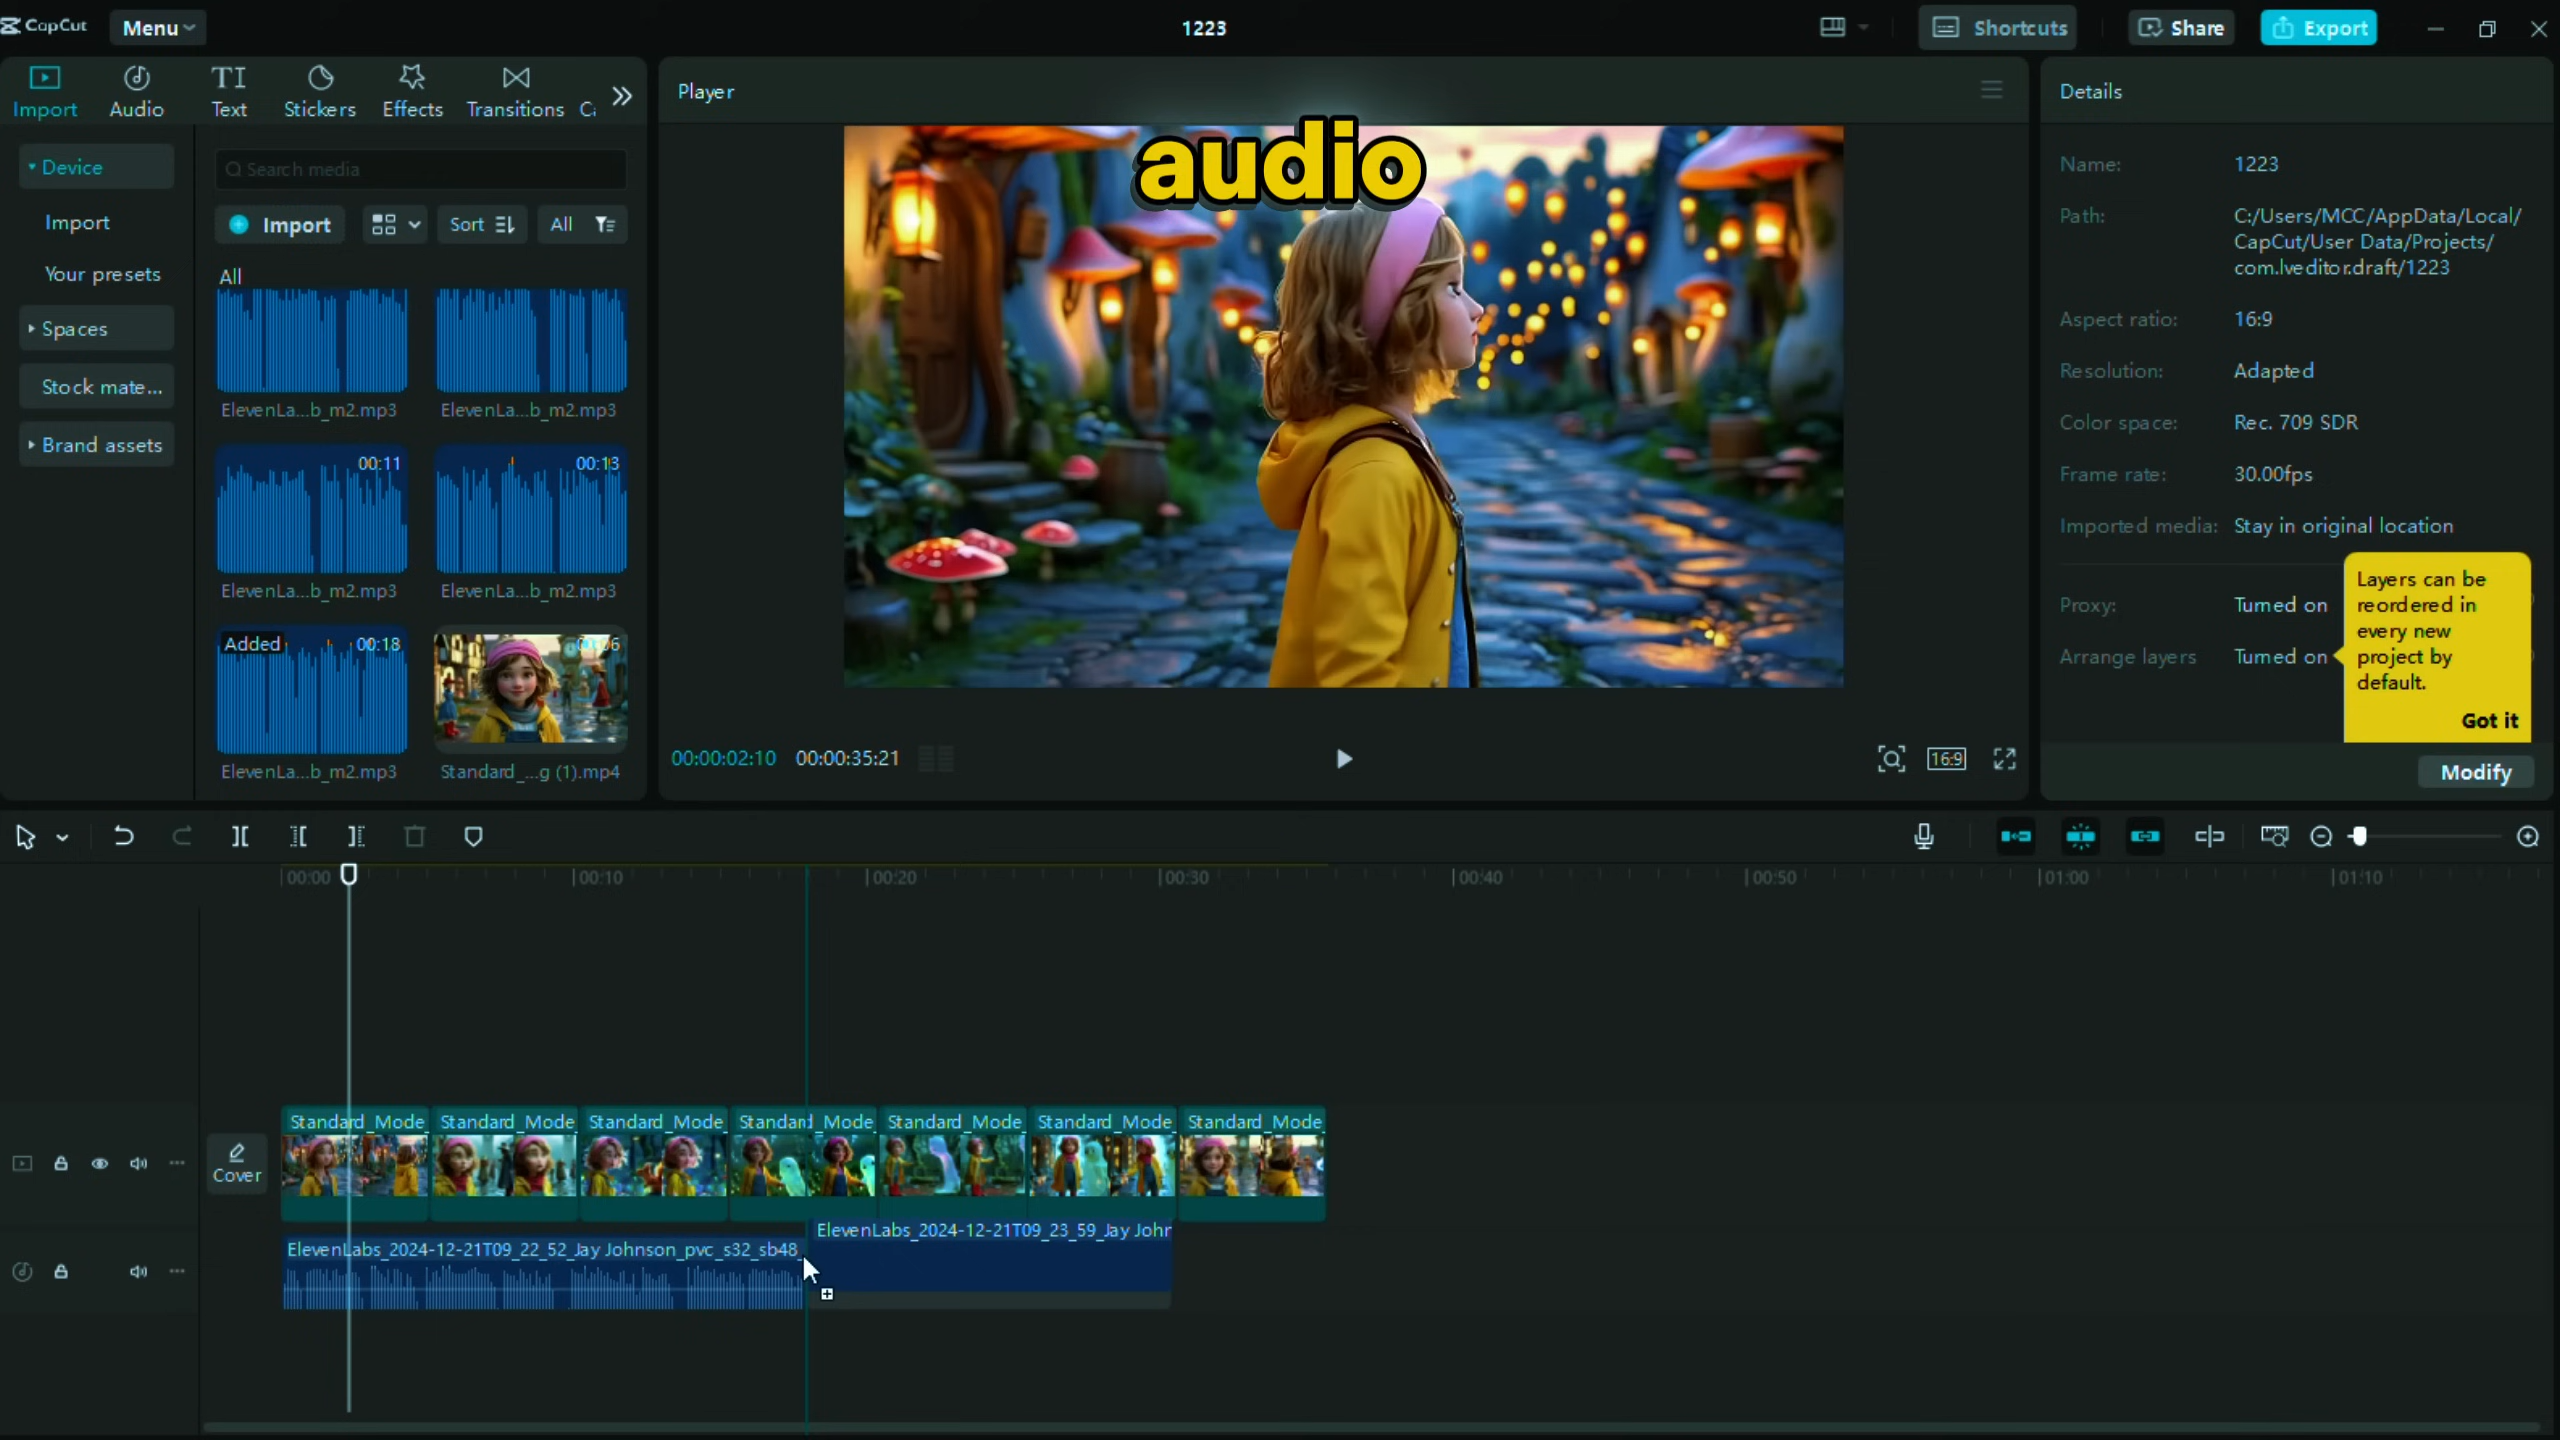 CapCut
Menu
1223
Shortcuts
Share
Export
Import
Audio
TI
Text
Stickers
Effects
Transitions
Player
Details
audio
Device
Import
Your presets
Spaces
Stock mate...
Brand assets
Search media
Import
Sort
All
All
ElevenLa...b_m2.mp3
ElevenLa...b_m2.mp3
00:11
00:13
ElevenLa...b_m2.mp3
ElevenLa...b_m2.mp3
Added
00:18
00:06
ElevenLa...b_m2.mp3
Standard_...g (1).mp4
00:00:02:10
00:00:35:21
16:9
Name:
1223
Path:
C:/Users/MCC/AppData/Local/
CapCut/User Data/Projects/
com.lveditor.draft/1223
Aspect ratio:
16:9
Resolution:
Adapted
Color space:
Rec. 709 SDR
Frame rate:
30.00fps
Imported media:
Stay in original location
Proxy:
Turned on
Arrange layers
Turned on
Layers can be
reordered in
every new
project by
default.
Got it
Modify
00:00
00:10
00:20
00:30
00:40
00:50
01:00
01:10
Cover
Standard_Mode
Standard_Mode
Standard_Mode
Standard_Mode
Standard_Mode
Standard_Mode
Standard_Mode
ElevenLabs_2024-12-21T09_23_59_Jay John
ElevenLabs_2024-12-21T09_22_52_Jay Johnson_pvc_s32_sb48_